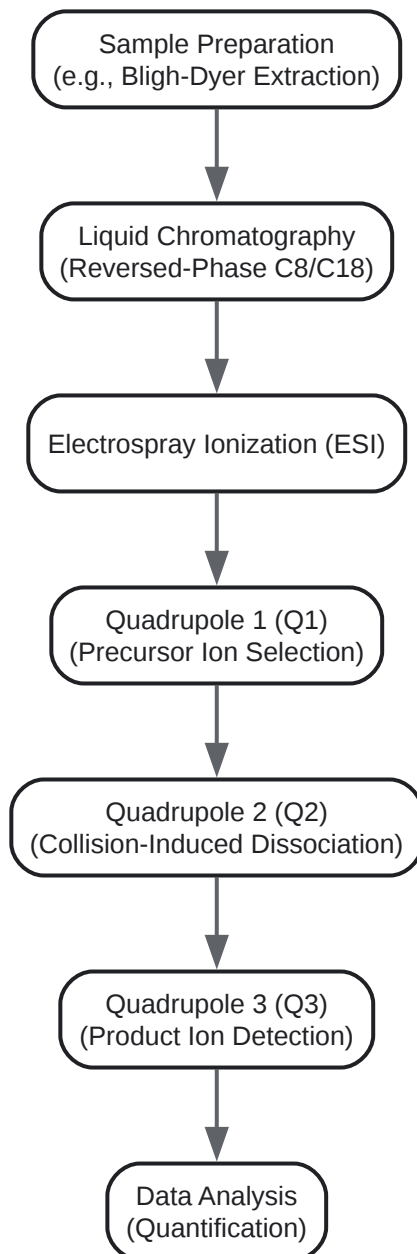 Sample Preparation
(e.g., Bligh-Dyer Extraction)
Liquid Chromatography
(Reversed-Phase C8/C18)
Electrospray Ionization (ESI)
Quadrupole 1 (Q1)
(Precursor Ion Selection)
Quadrupole 2 (Q2)
(Collision-Induced Dissociation)
Quadrupole 3 (Q3)
(Product Ion Detection)
Data Analysis
(Quantification)